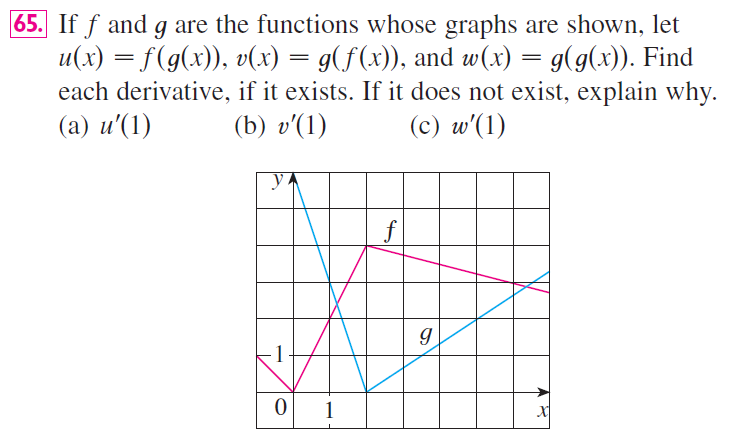 65. If f and g are the functions whose graphs are shown, let
u(x) = f(g(x)), v(x) = g(f(x)), and w(x) = g(g(x)). Find
each derivative, if it exists. If it does not exist, explain why.
(a) u′(1) (b) v′(1) (c) w′(1)
y
f
g
1
0 1 x